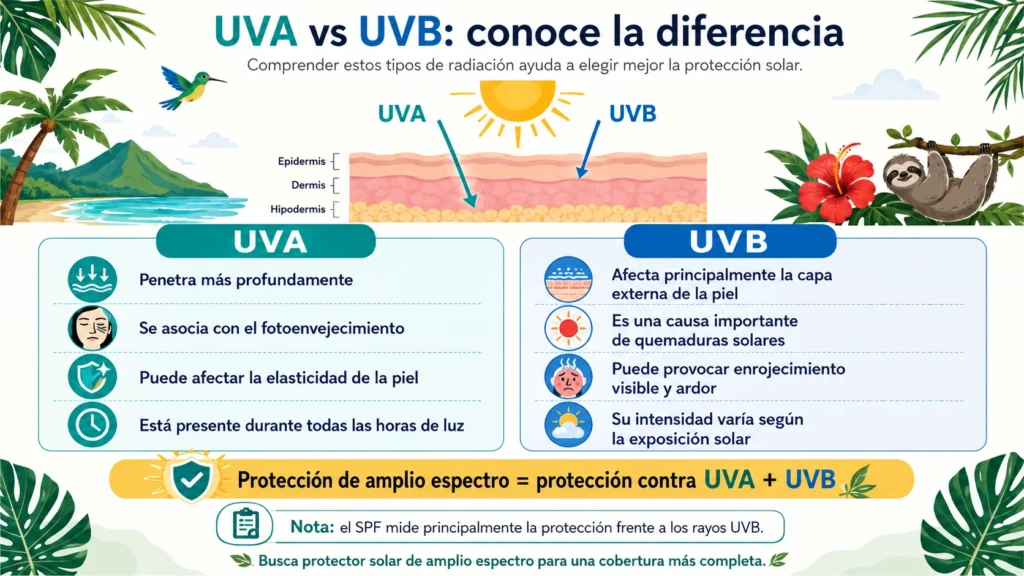 UVA vs UVB: conoce la diferencia
Comprender estos tipos de radiación ayuda a elegir mejor la protección solar.
UVA
UVB
Epidermis
Dermis
Hipodermis
UVA
Penetra más profundamente
Se asocia con el fotoenvejecimiento
Puede afectar la elasticidad de la piel
Está presente durante todas las horas de luz
UVB
Afecta principalmente la capa
externa de la piel
Es una causa importante
de quemaduras solares
Puede provocar enrojecimiento
visible y ardor
Su intensidad varía según
la exposición solar
Protección de amplio espectro = protección contra UVA + UVB
Nota: el SPF mide principalmente la protección frente a los rayos UVB.
Busca protector solar de amplio espectro para una cobertura más completa.